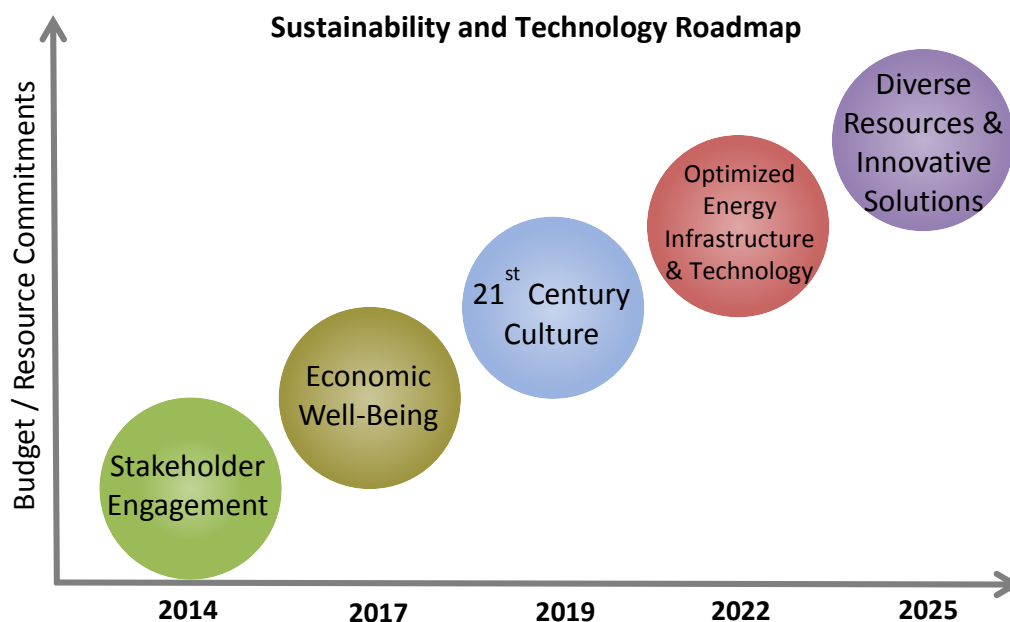 Sustainability and Technology Roadmap
Budget / Resource Commitments
Diverse
Resources &
Innovative
Solutions
Optimized
Energy
Infrastructure
& Technology
21st Century
Culture
Economic
Well-Being
Stakeholder
Engagement
2014
2017
2019
2022
2025